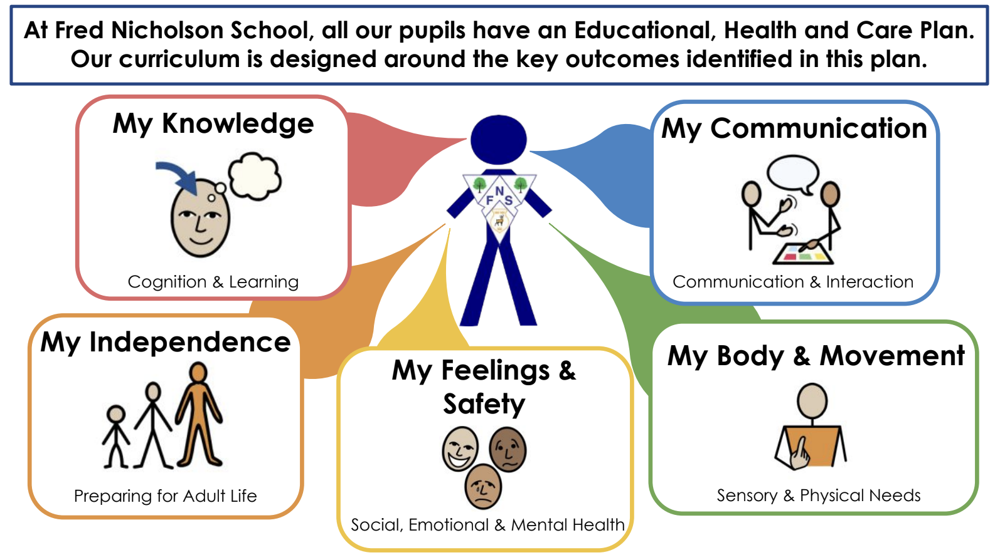 At Fred Nicholson School, all our pupils have an Educational, Health and Care Plan.
Our curriculum is designed around the key outcomes identified in this plan.
My Knowledge
Cognition & Learning
My Communication
Communication & Interaction
N
F S
My Independence
Preparing for Adult Life
My Feelings &
Safety
Social, Emotional & Mental Health
My Body & Movement
Sensory & Physical Needs